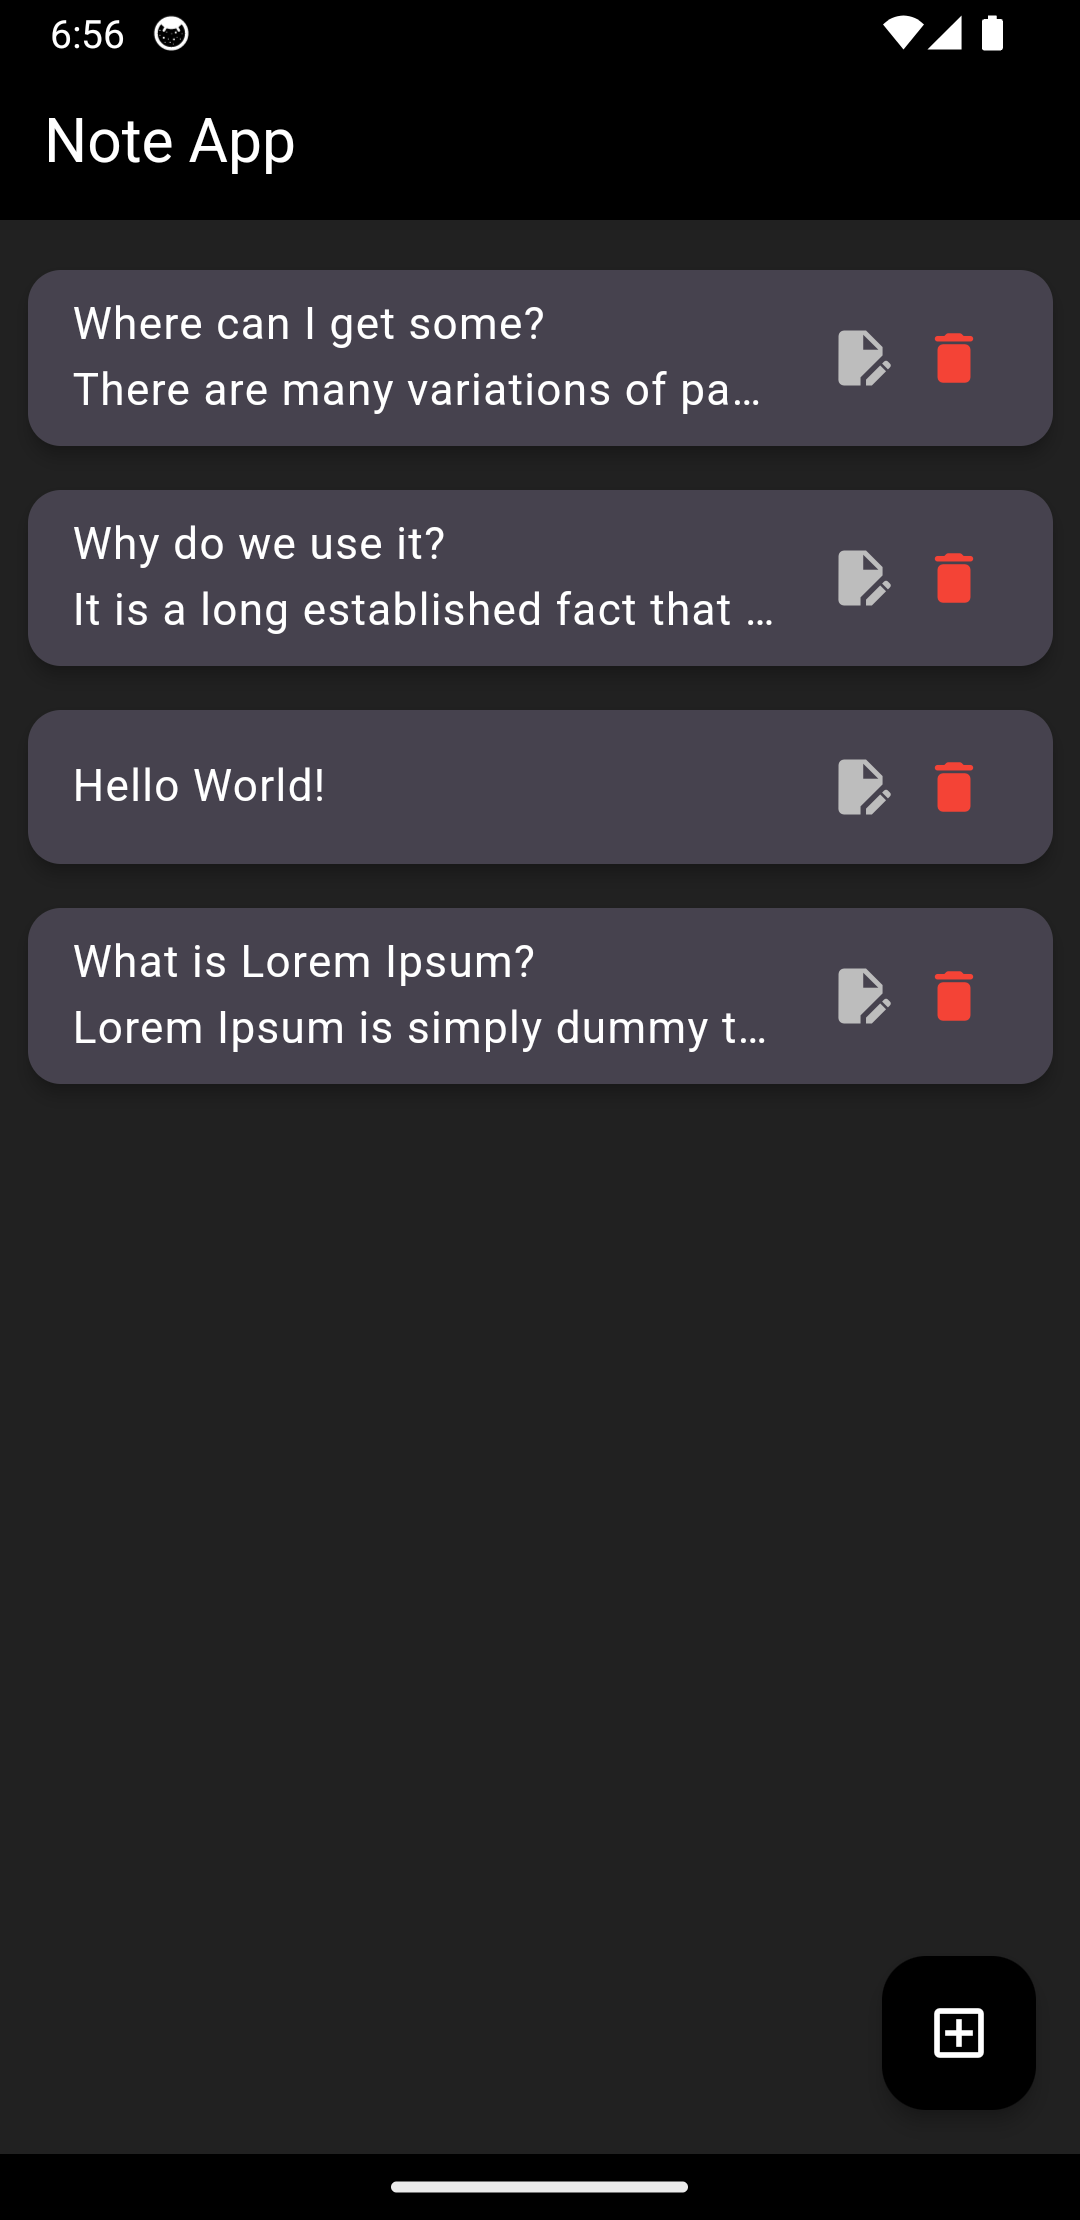 6:56
Note App
Where can I get some?
There are many variations of pa...
Why do we use it?
It is a long established fact that ...
Hello World!
What is Lorem Ipsum?
Lorem Ipsum is simply dummy t...